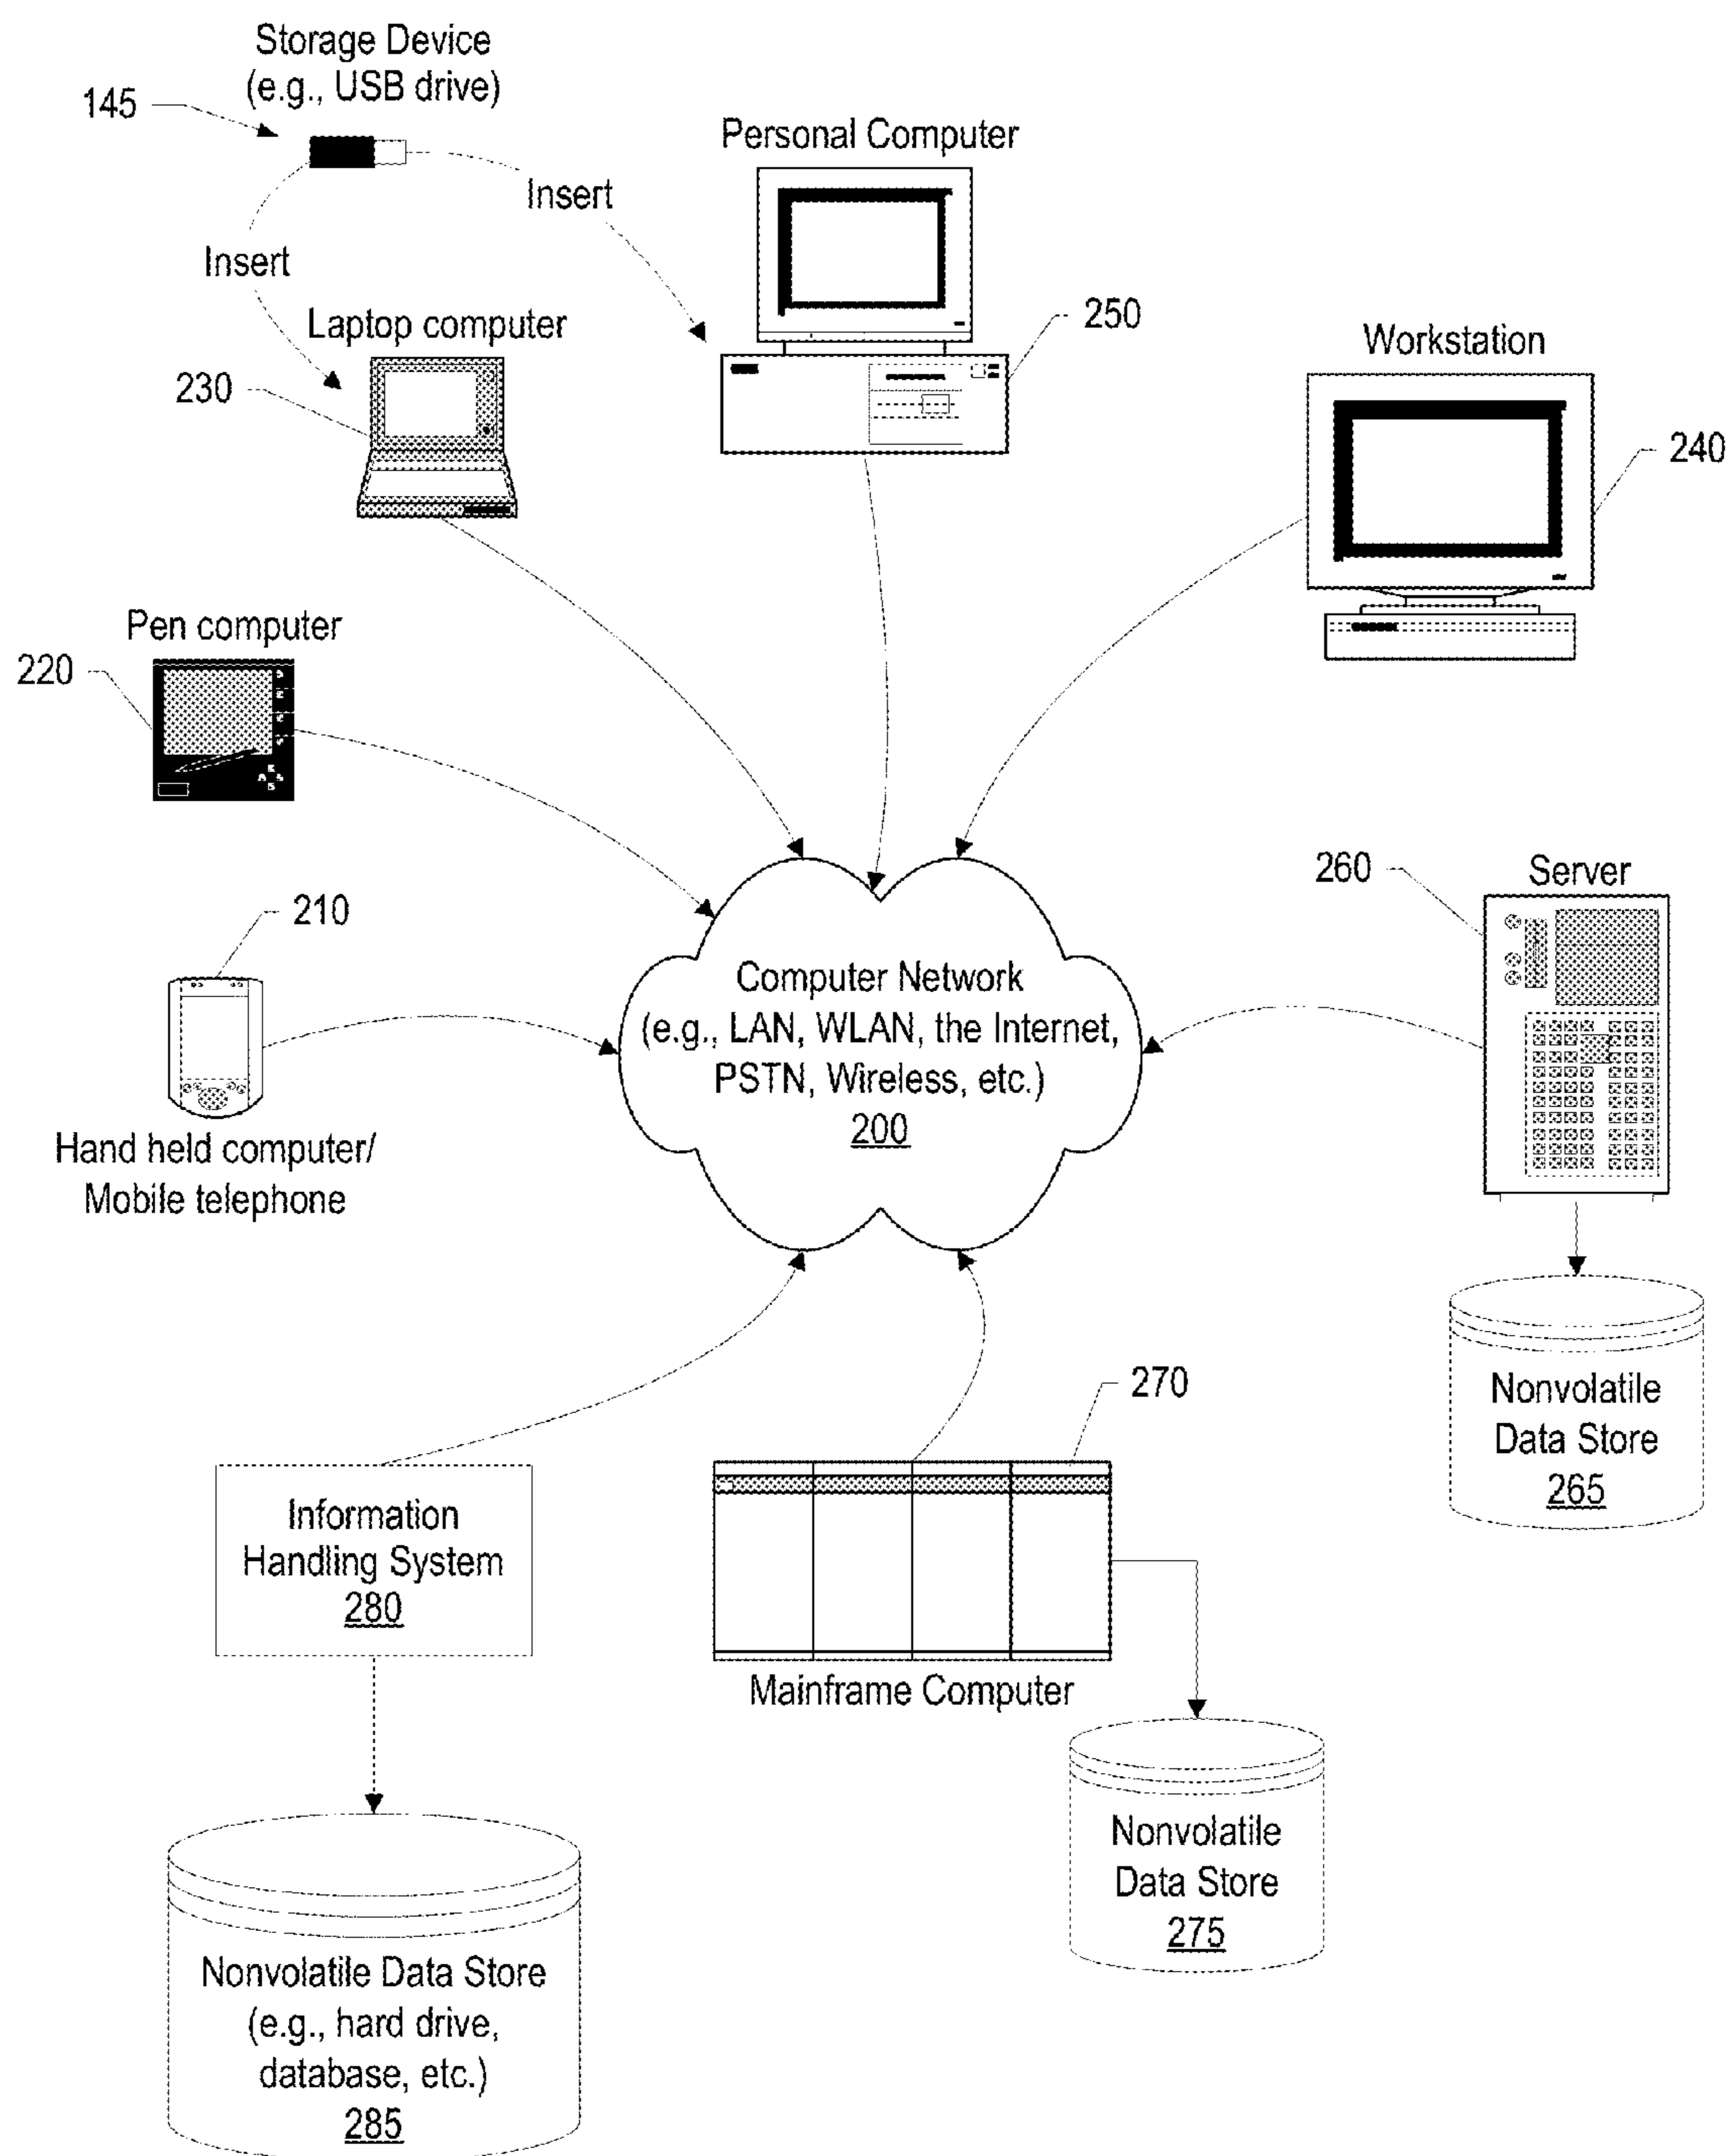 Storage Device
(e.g., USB drive)
145
Personal Computer
Insert
Insert
Laptop computer
250
Workstation
230
240
Pen computer
220
260
Server
210
Computer Network
(e.g., LAN, WLAN, the Internet,
PSTN, Wireless, etc.)
200
Hand held computer/
Mobile telephone
270
Nonvolatile
Data Store
265
Information
Handling System
280
Mainframe Computer
Nonvolatile
Data Store
275
Nonvolatile Data Store
(e.g., hard drive,
database, etc.)
285